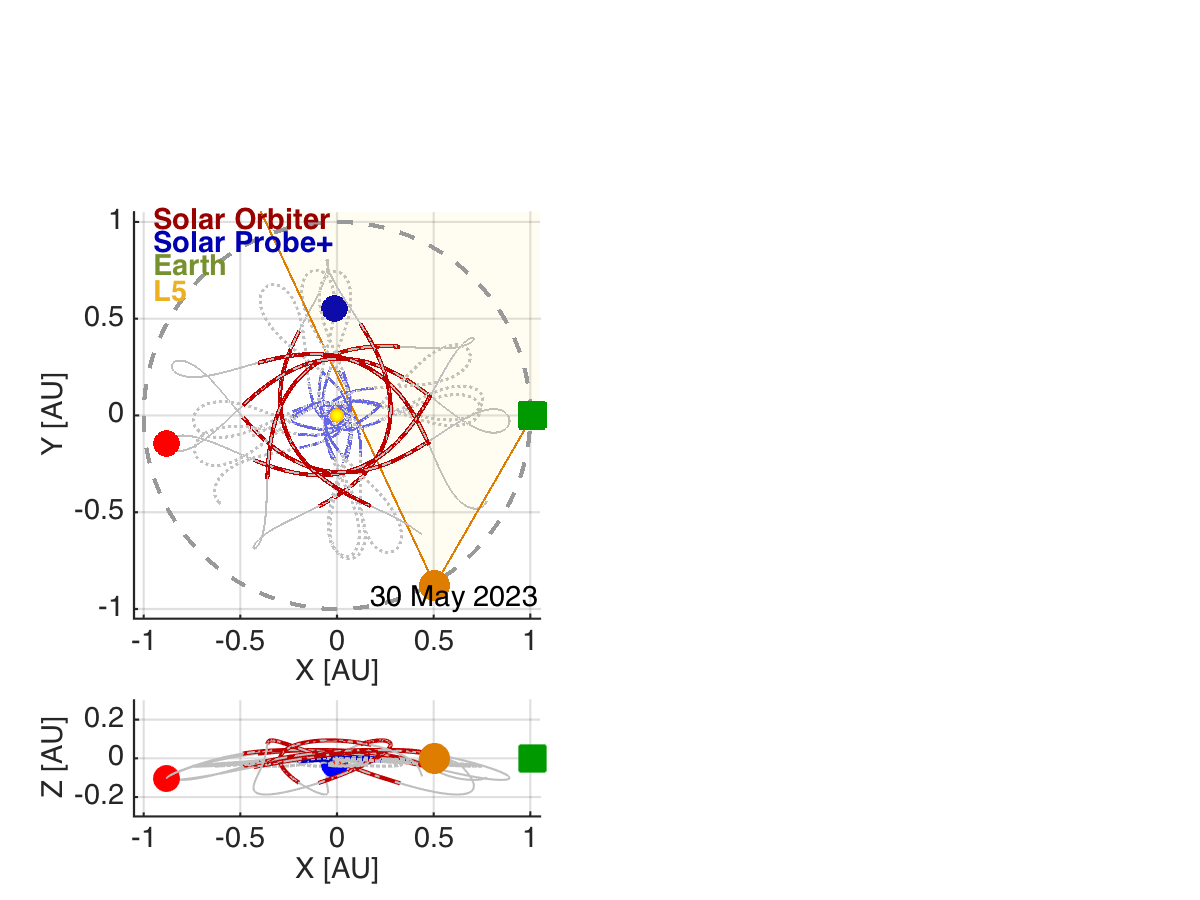 Solar Orbiter
Solar Probe+
Earth
L5
1
0.5
0
-0.5
-1
Y [AU]
30 May 2023
-1 -0.5 0 0.5 1
X [AU]
0.2
0
-0.2
Z [AU]
-1 -0.5 0 0.5 1
X [AU]